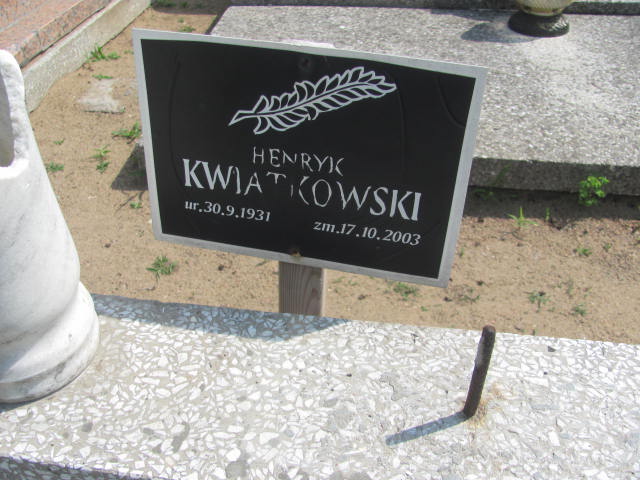 HENRYK
KWIATKOWSKI
ur.30.9.1931
zm.17.10.2003